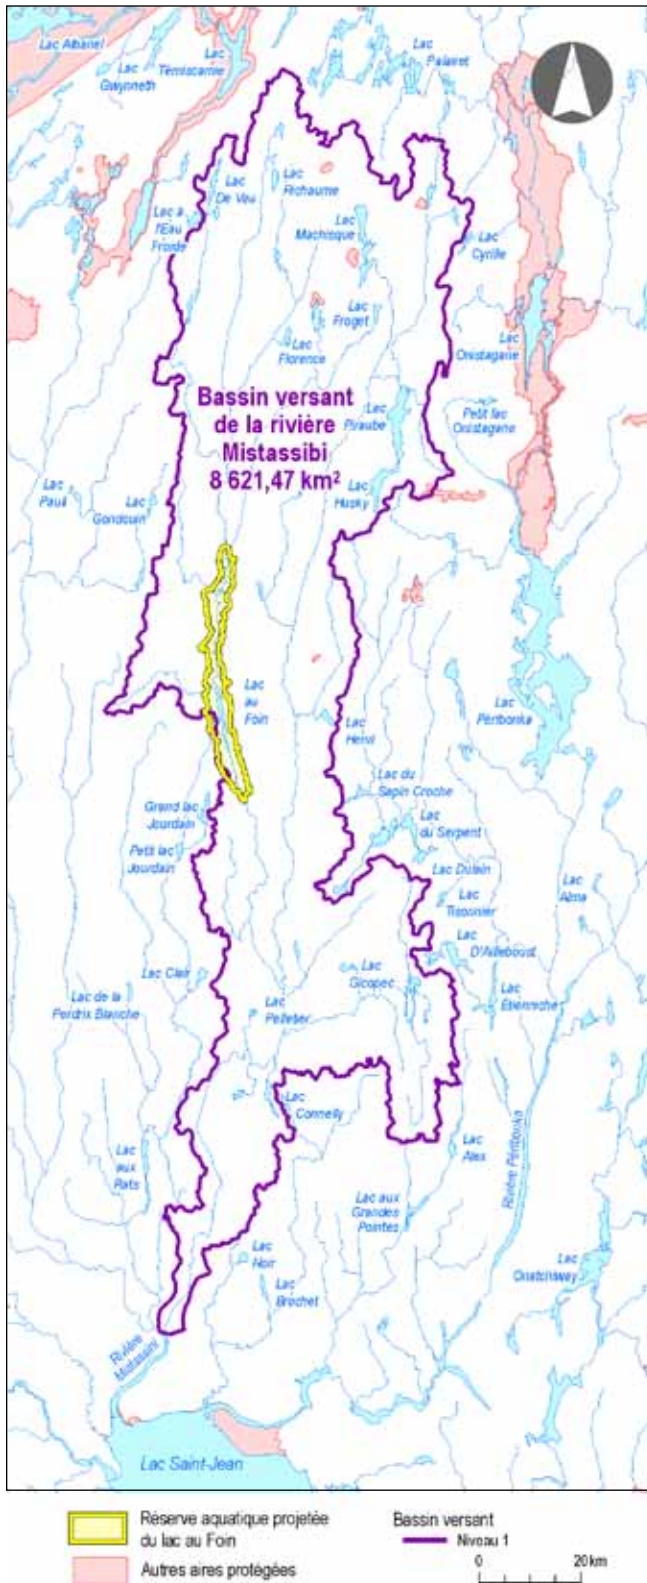 Lac Albanel
Lac
Gwynneth
Lac
Témiscamie
Lac
Palairet
Lac
De Vau
Lac
Richaume
Lac à
l'Eau
Froide
Lac
Machisque
Lac
Cyrille
Lac
Froget
Lac
Florence
Lac
Onistagane
Bassin versant
de la rivière
Mistassibi
8 621,47 km²
Lac
Piraube
Petit lac
Onistagane
Lac
Paull
Lac
Gondouin
Lac
Husky
Lac
au
Foin
Lac
Hervi
Lac
Péribonka
Lac du
Sapin Croche
Grand lac
Jourdain
Lac
du Serpent
Petit lac
Jourdain
Lac Dulain
Lac
Tisonnier
Lac
Alma
Lac
D'Ailleboust
Lac Clair
Lac
Gicopec
Lac de la
Perdrix Blanche
Lac
Étienniche
Lac
Pelletier
Lac
Connelly
Lac
Alex
Rivière Péribonka
Lac
aux
Rats
Lac aux
Grandes
Pointes
Lac
Noir
Lac
Onatchiway
Lac
Brochet
Rivière
Mistassini
Lac Saint-Jean
Réserve aquatique projetée
du lac au Foin
Autres aires protégées
Bassin versant
Niveau 1
0 20 km